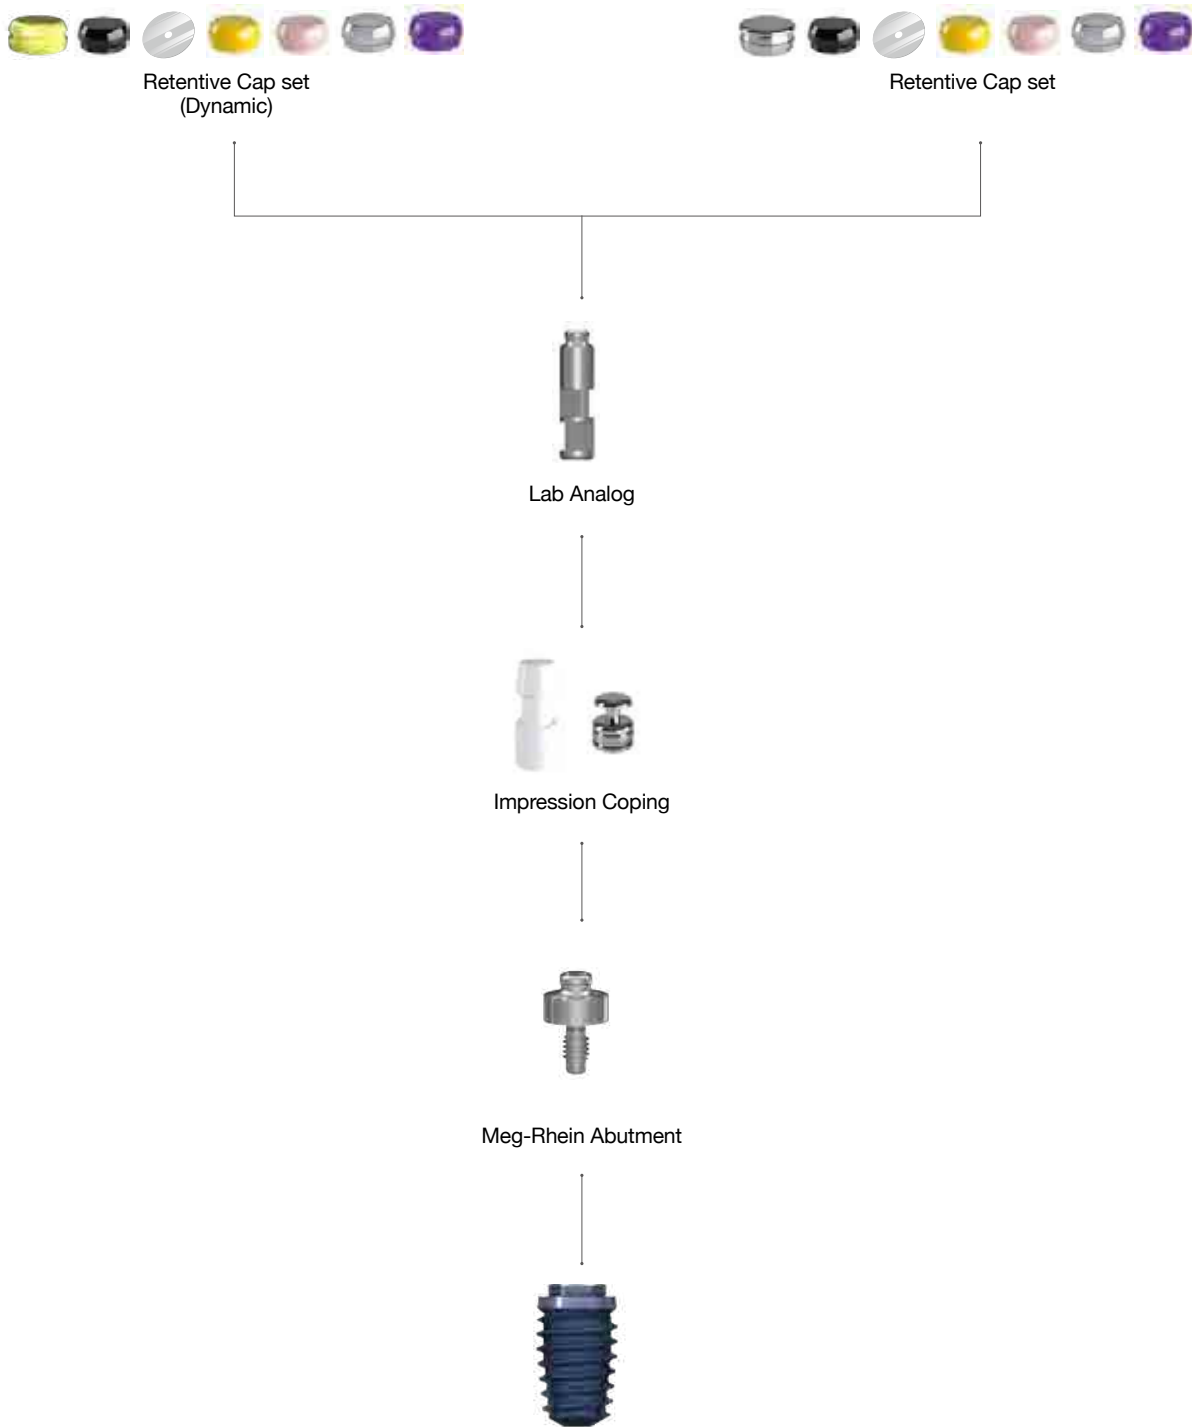 Retentive Cap set
(Dynamic)
Retentive Cap set
Lab Analog
Impression Coping
Meg-Rhein Abutment